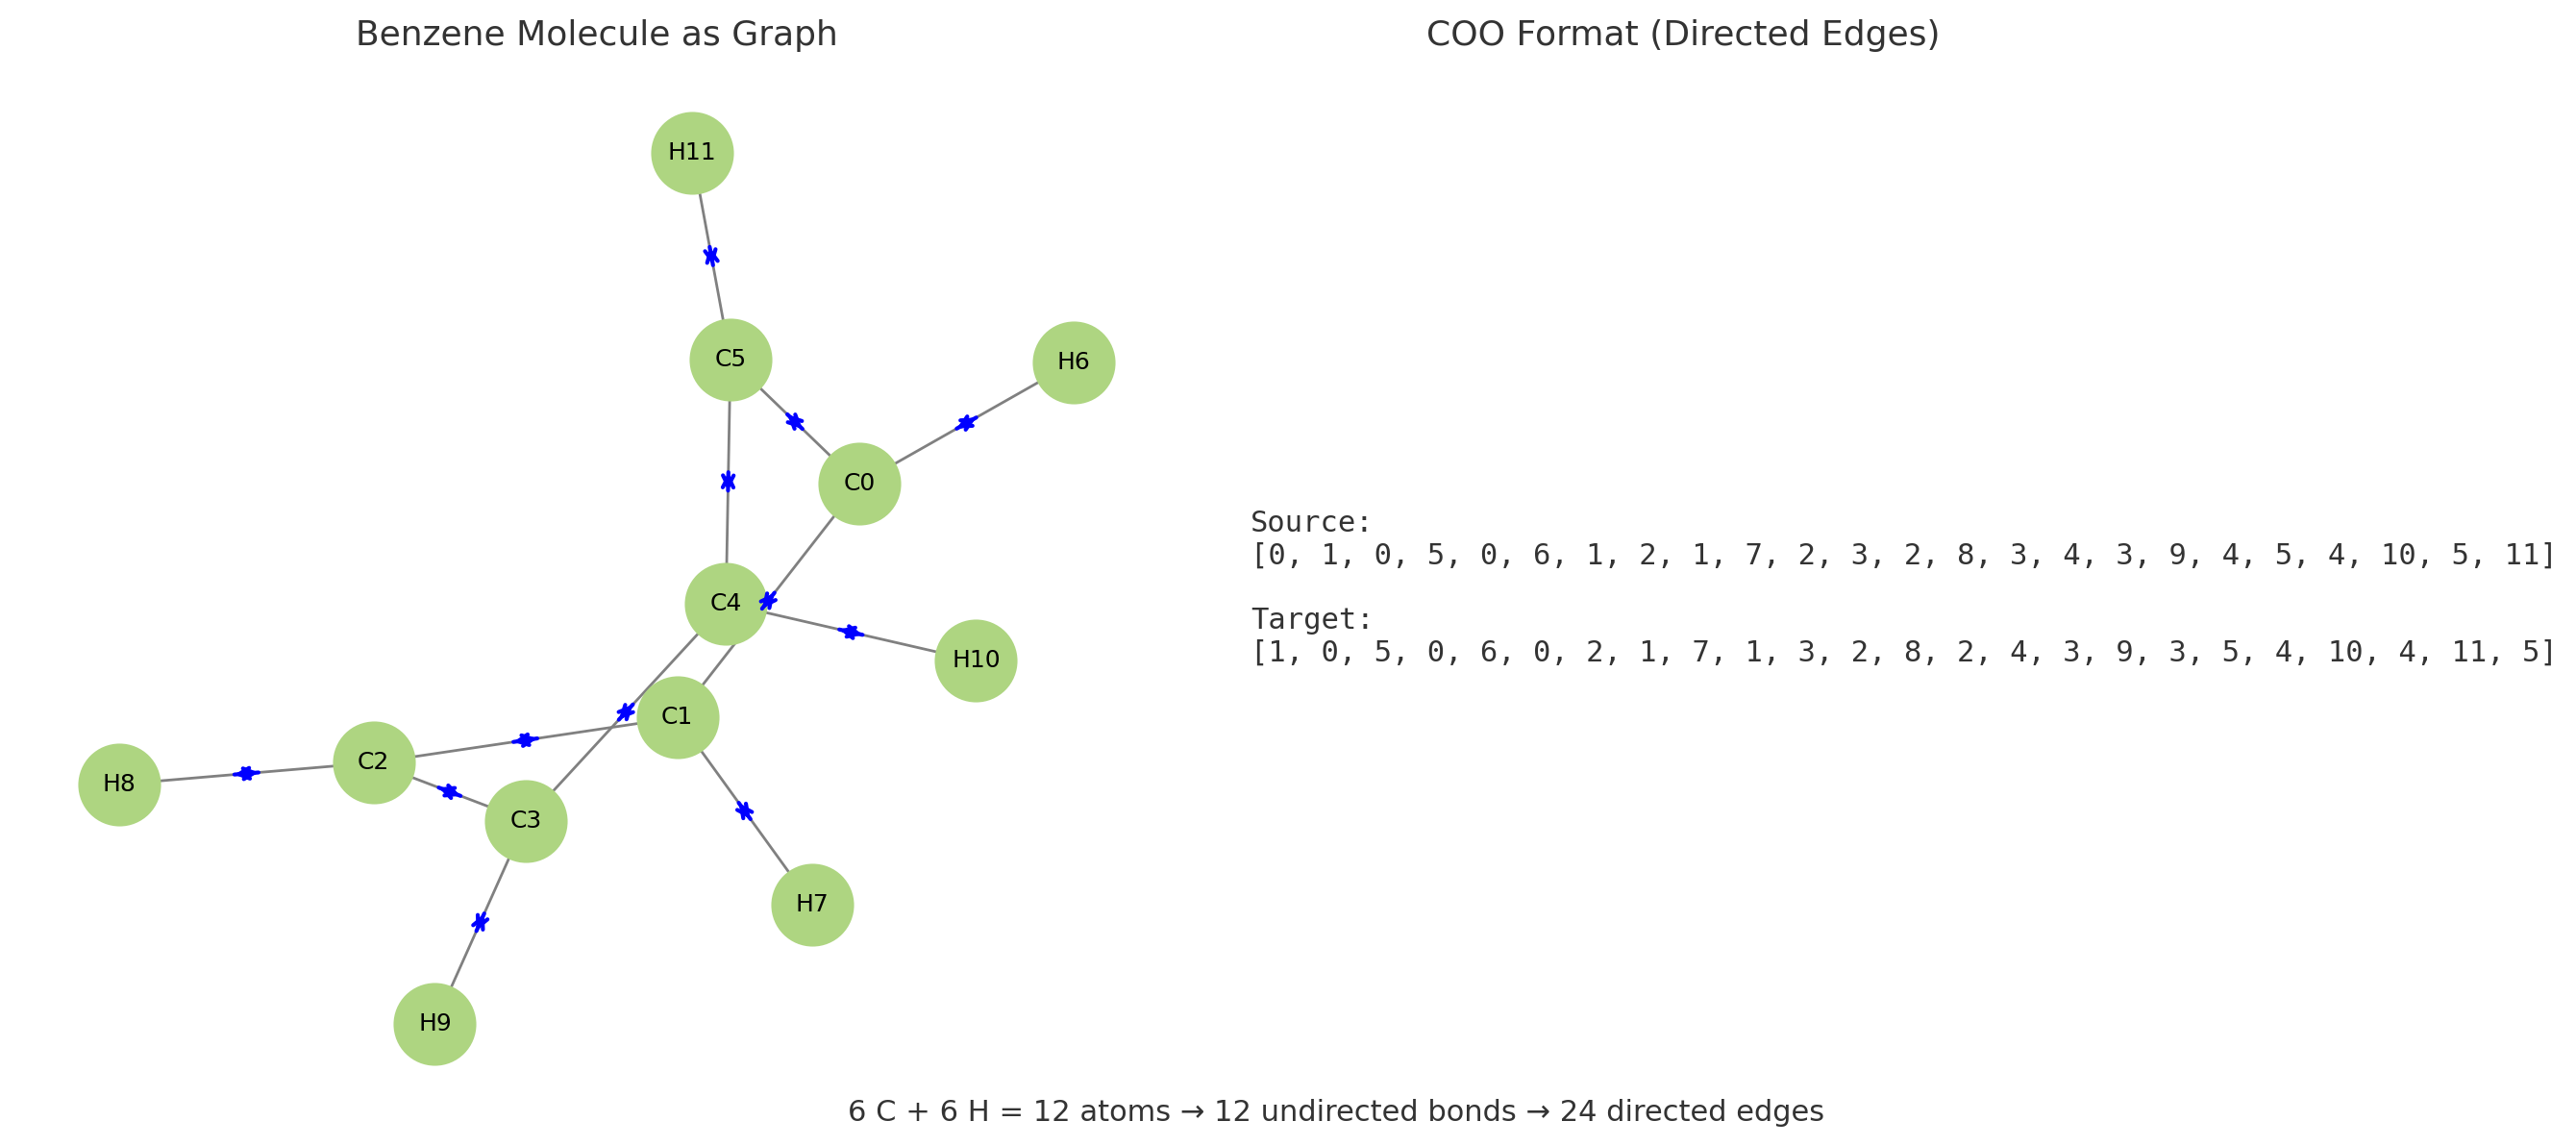 Benzene Molecule as Graph
COO Format (Directed Edges)
H11
C5
H6
C0
C4
H10
C1
C2
H8
C3
H7
H9
Source:
[0, 1, 0, 5, 0, 6, 1, 2, 1, 7, 2, 3, 2, 8, 3, 4, 3, 9, 4, 5, 4, 10, 5, 11]
Target:
[1, 0, 5, 0, 6, 0, 2, 1, 7, 1, 3, 2, 8, 2, 4, 3, 9, 3, 5, 4, 10, 4, 11, 5]
6 C + 6 H = 12 atoms → 12 undirected bonds → 24 directed edges